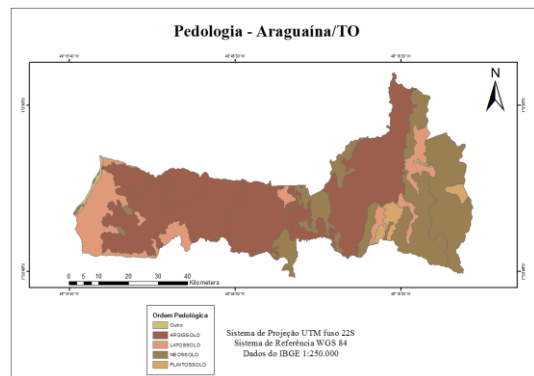 Pedologia - Araguaína/TO
N
0 5 10 20 30 40
Kilometers
Ordem Pedológica
Outro
ARGISSOLO
LATOSSOLO
NEOSSOLO
PLINTOSSOLO
Sistema de Projeção UTM fuso 22S
Sistema de Referência WGS 84
Dados do IBGE 1:250.000